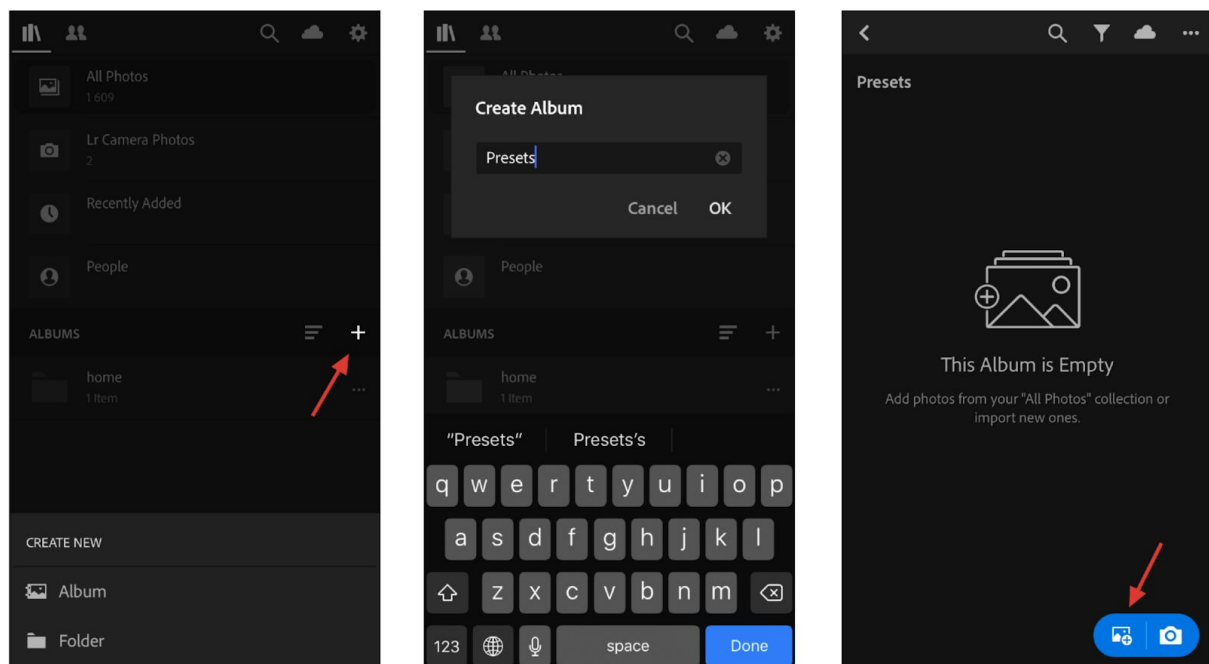 All Photos
1 609
Lr Camera Photos
2
Recently Added
People
ALBUMS
home
1 Item
CREATE NEW
Album
Folder
All Photos
Create Album
Presets
Cancel OK
People
ALBUMS
home
1 Item
"Presets" Presets's
q w e r t y u i o p
a s d f g h j k l
z x c v b n m
123 space Done
Presets
This Album is Empty
Add photos from your "All Photos" collection or
import new ones.